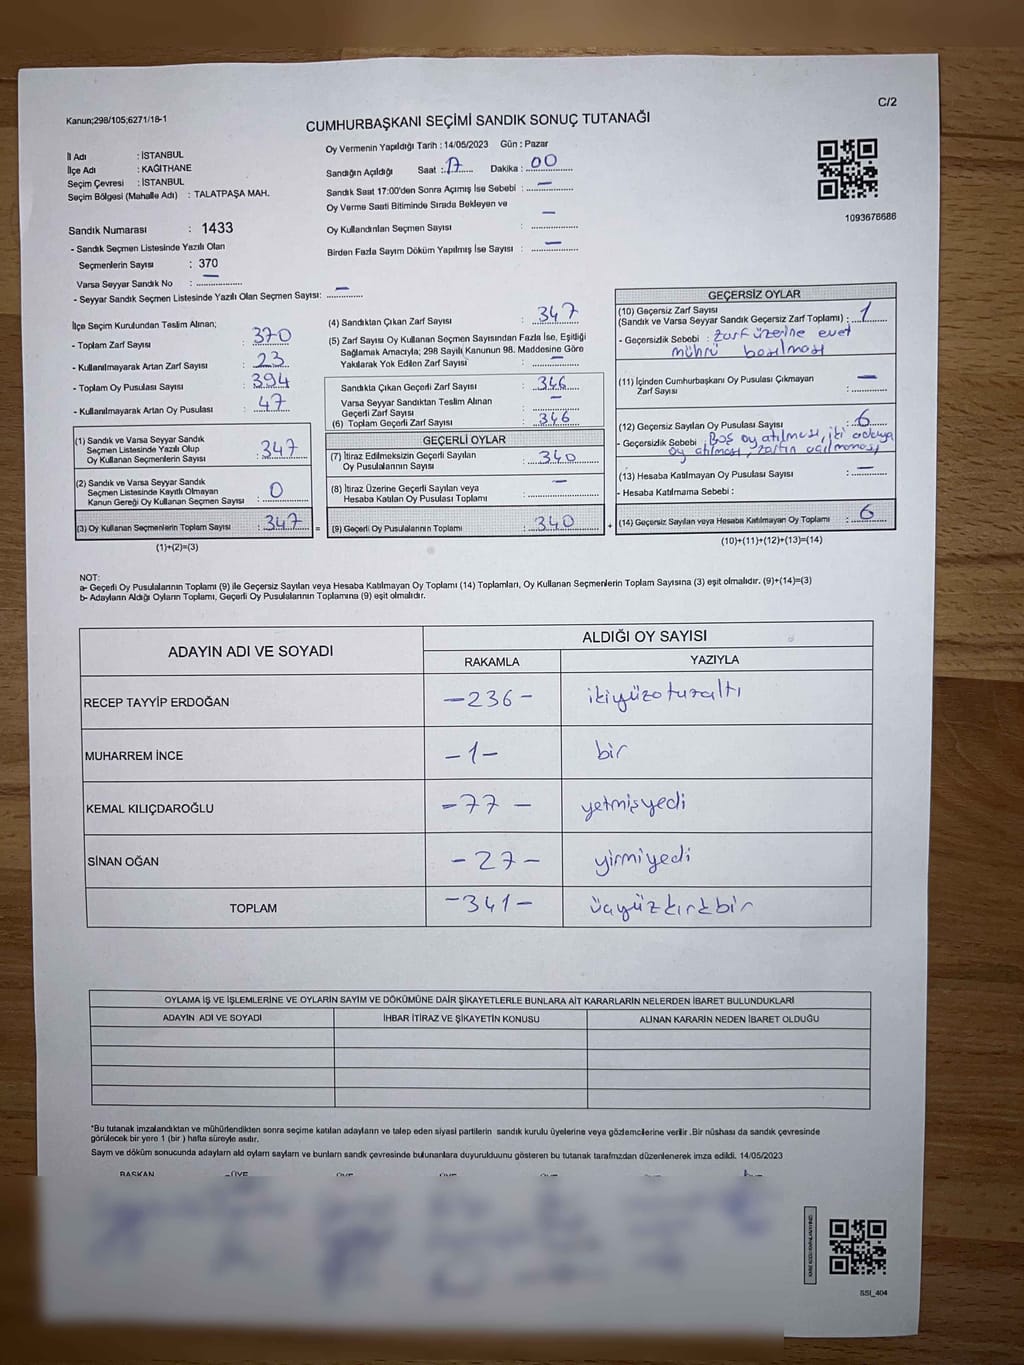 Kanun;298/105;6271/18-1
C/2
CUMHURBAŞKANI SEÇİMİ SANDIK SONUÇ TUTANAĞI
İl Adı : İSTANBUL
İlçe Adı : KAĞITHANE
Seçim Çevresi : İSTANBUL
Seçim Bölgesi (Mahalle Adı) : TALATPAŞA MAH.
Sandık Numarası : 1433
- Sandık Seçmen Listesinde Yazılı Olan
Seçmenlerin Sayısı : 370
Varsa Seyyar Sandık No : —
- Seyyar Sandık Seçmen Listesinde Yazılı Olan Seçmen Sayısı: —
Oy Vermenin Yapıldığı Tarih : 14/05/2023 Gün : Pazar
Sandığın Açıldığı Saat : 17 Dakika : 00
Sandık Saat 17:00'den Sonra Açımış İse Sebebi : —
Oy Verme Saati Bitiminde Sırada Bekleyen ve
Oy Kullandırılan Seçmen Sayısı : —
Birden Fazla Sayım Döküm Yapılmış İse Sayısı : —
1093676686
İlçe Seçim Kurulundan Teslim Alınan;
- Toplam Zarf Sayısı : 370
- Kullanılmayarak Artan Zarf Sayısı : 23
- Toplam Oy Pusulası Sayısı : 394
- Kullanılmayarak Artan Oy Pusulası : 47
(1) Sandık ve Varsa Seyyar Sandık
Seçmen Listesinde Yazılı Olup
Oy Kullanan Seçmenlerin Sayısı : 347
(2) Sandık ve Varsa Seyyar Sandık
Seçmen Listesinde Kayıtlı Olmayan
Kanun Gereği Oy Kullanan Seçmen Sayısı : 0
(3) Oy Kullanan Seçmenlerin Toplam Sayısı : 347 =
(1)+(2)=(3)
(4) Sandıktan Çıkan Zarf Sayısı : 347
(5) Zarf Sayısı Oy Kullanan Seçmen Sayısından Fazla İse, Eşitliği
Sağlamak Amacıyla; 298 Sayılı Kanunun 98. Maddesine Göre
Yakılarak Yok Edilen Zarf Sayısı : —
Sandıkta Çıkan Geçerli Zarf Sayısı : 346
Varsa Seyyar Sandıktan Teslim Alınan
Geçerli Zarf Sayısı : —
(6) Toplam Geçerli Zarf Sayısı : 346
GEÇERLİ OYLAR
(7) İtiraz Edilmeksizin Geçerli Sayılan
Oy Pusulalarının Sayısı : 340
(8) İtiraz Üzerine Geçerli Sayılan veya
Hesaba Katılan Oy Pusulası Toplamı : —
(9) Geçerli Oy Pusulalarının Toplamı : 340 +
GEÇERSİZ OYLAR
(10) Geçersiz Zarf Sayısı
(Sandık ve Varsa Seyyar Sandık Geçersiz Zarf Toplamı) : 1
- Geçersizlik Sebebi : Zarf üzerine evet
mührü basılması
(11) İçinden Cumhurbaşkanı Oy Pusulası Çıkmayan
Zarf Sayısı : —
(12) Geçersiz Sayılan Oy Pusulası Sayısı : 6
- Geçersizlik Sebebi : Boş oy atılması, iki adaya
oy atılması, zarfın açılmaması
(13) Hesaba Katılmayan Oy Pusulası Sayısı : —
- Hesaba Katılmama Sebebi :
(14) Geçersiz Sayılan veya Hesaba Katılmayan Oy Toplamı : 6
(10)+(11)+(12)+(13)=(14)
NOT:
a- Geçerli Oy Pusulalarının Toplamı (9) ile Geçersiz Sayılan veya Hesaba Katılmayan Oy Toplamı (14) Toplamları, Oy Kullanan Seçmenlerin Toplam Sayısına (3) eşit olmalıdır. (9)+(14)=(3)
b- Adayların Aldığı Oyların Toplamı, Geçerli Oy Pusulalarının Toplamına (9) eşit olmalıdır.
ADAYIN ADI VE SOYADI
ALDIĞI OY SAYISI
RAKAMLA YAZIYLA
RECEP TAYYİP ERDOĞAN -236- ikiyüzoturaltı
MUHARREM İNCE -1- bir
KEMAL KILIÇDAROĞLU -77- yetmişyedi
SİNAN OĞAN -27- yirmiyedi
TOPLAM -341- üçyüzkırkbir
OYLAMA İŞ VE İŞLEMLERİNE VE OYLARIN SAYIM VE DÖKÜMÜNE DAİR ŞİKAYETLERLE BUNLARA AİT KARARLARIN NELERDEN İBARET BULUNDUKLARI
ADAYIN ADI VE SOYADI İHBAR İTİRAZ VE ŞİKAYETİN KONUSU ALINAN KARARIN NEDEN İBARET OLDUĞU
*Bu tutanak imzalandıktan ve mühürlendikten sonra seçime katılan adayların ve talep eden siyasi partilerin sandık kurulu üyelerine veya gözlemcilerine verilir .Bir nüshası da sandık çevresinde
görülecek bir yere 1 (bir ) hafta süreyle asılır.
Sayım ve döküm sonucunda adayların ald oyların sayları ve bunların sandk çevresinde bulunanlara duyurulduunu gösteren bu tutanak tarafmzdan düzenlenerek imza edildi. 14/05/2023
BAŞKAN ÜYE
SSI_404